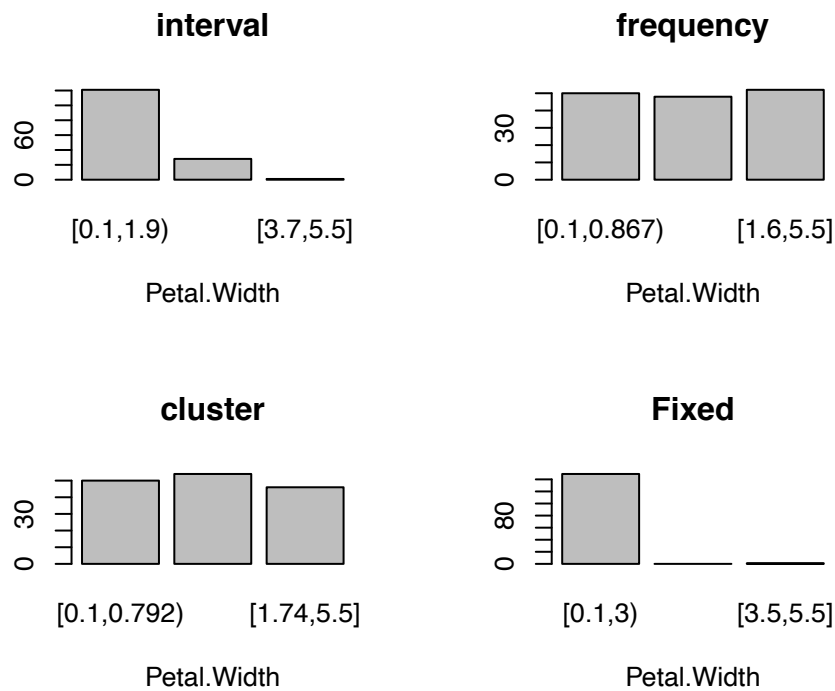 interval
60
0
[0.1,1.9) [3.7,5.5]
Petal.Width
frequency
30
0
[0.1,0.867) [1.6,5.5]
Petal.Width
cluster
30
0
[0.1,0.792) [1.74,5.5]
Petal.Width
Fixed
80
0
[0.1,3) [3.5,5.5]
Petal.Width